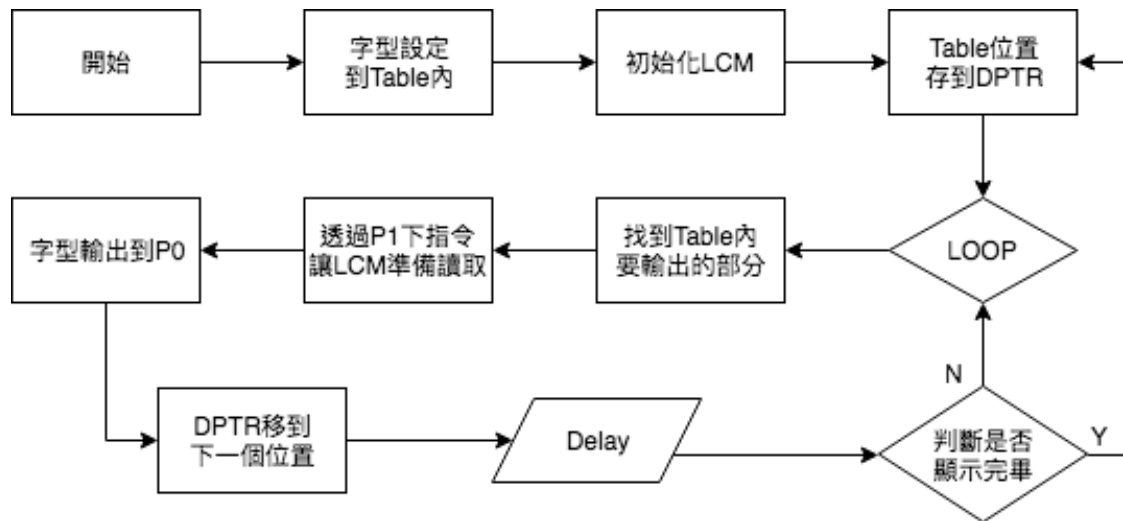 開始
字型設定
到Table內
初始化LCM
Table位置
存到DPTR
LOOP
找到Table內
要輸出的部分
透過P1下指令
讓LCM準備讀取
字型輸出到P0
DPTR移到
下一個位置
Delay
判斷是否
顯示完畢
N
Y